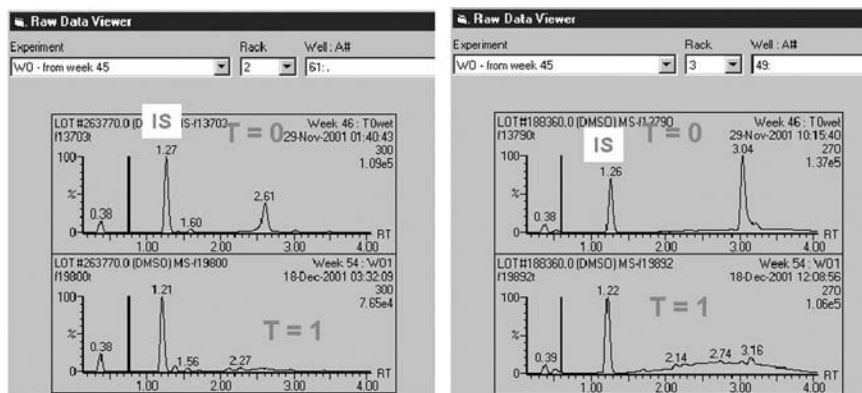 Raw Data Viewer
Experiment Rack Well : A#
WO - from week 45 2 61: .
LOT#263770.0 (D IS MS-f13703 Week 46 : T0wet
f13703t T = 0 29-Nov-2001 01:40:43
300
1.09e5
100
%
0
0.38 1.27 1.60 2.61
1.00 2.00 3.00 4.00 RT
LOT#263770.0 (DMSO) MS-f19800 Week 54 : WO1
f19800t 18-Dec-2001 03:32:09
300
7.65e4
100
%
0
T = 1
0.38 1.21 1.56 2.27
1.00 2.00 3.00 4.00 RT
Raw Data Viewer
Experiment Rack Well : A#
WO - from week 45 3 49:
LOT#188360.0 (DMSO) MS-f13790 Week 46 : T0wet
f13790t IS T = 0 29-Nov-2001 10:15:40
270
1.37e5
100
%
0
0.38 1.26 3.04
1.00 2.00 3.00 4.00 RT
LOT#188360.0 (DMSO) MS-f19892 Week 54 : WO1
f19892t 18-Dec-2001 12:08:56
270
1.06e5
100
%
0
T = 1
0.39 1.22 2.14 2.74 3.16
1.00 2.00 3.00 4.00 RT